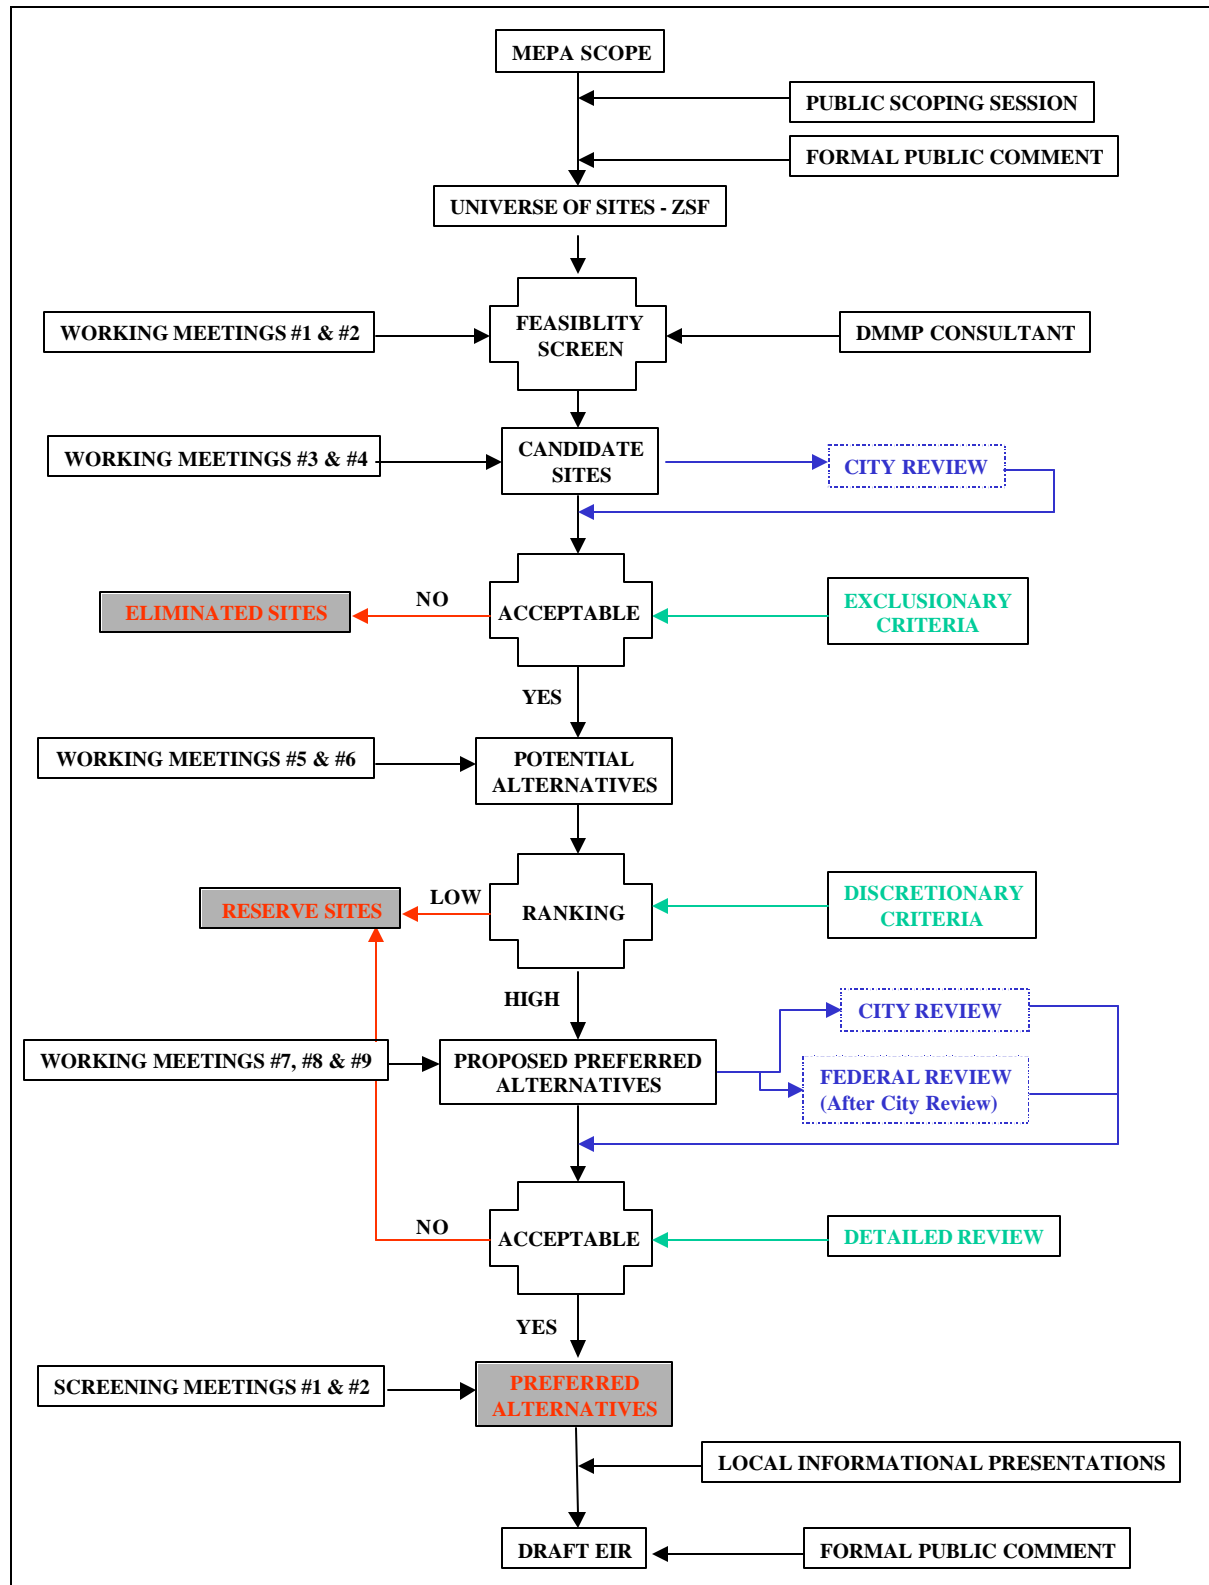 MEPA SCOPE
PUBLIC SCOPING SESSION
FORMAL PUBLIC COMMENT
UNIVERSE OF SITES - ZSF
WORKING MEETINGS #1 & #2
FEASIBLITY
SCREEN
DMMP CONSULTANT
WORKING MEETINGS #3 & #4
CANDIDATE
SITES
CITY REVIEW
ELIMINATED SITES
NO
ACCEPTABLE
EXCLUSIONARY
CRITERIA
YES
WORKING MEETINGS #5 & #6
POTENTIAL
ALTERNATIVES
RESERVE SITES
LOW
RANKING
DISCRETIONARY
CRITERIA
HIGH
CITY REVIEW
WORKING MEETINGS #7, #8 & #9
PROPOSED PREFERRED
ALTERNATIVES
FEDERAL REVIEW
(After City Review)
NO
ACCEPTABLE
DETAILED REVIEW
YES
SCREENING MEETINGS #1 & #2
PREFERRED
ALTERNATIVES
LOCAL INFORMATIONAL PRESENTATIONS
DRAFT EIR
FORMAL PUBLIC COMMENT